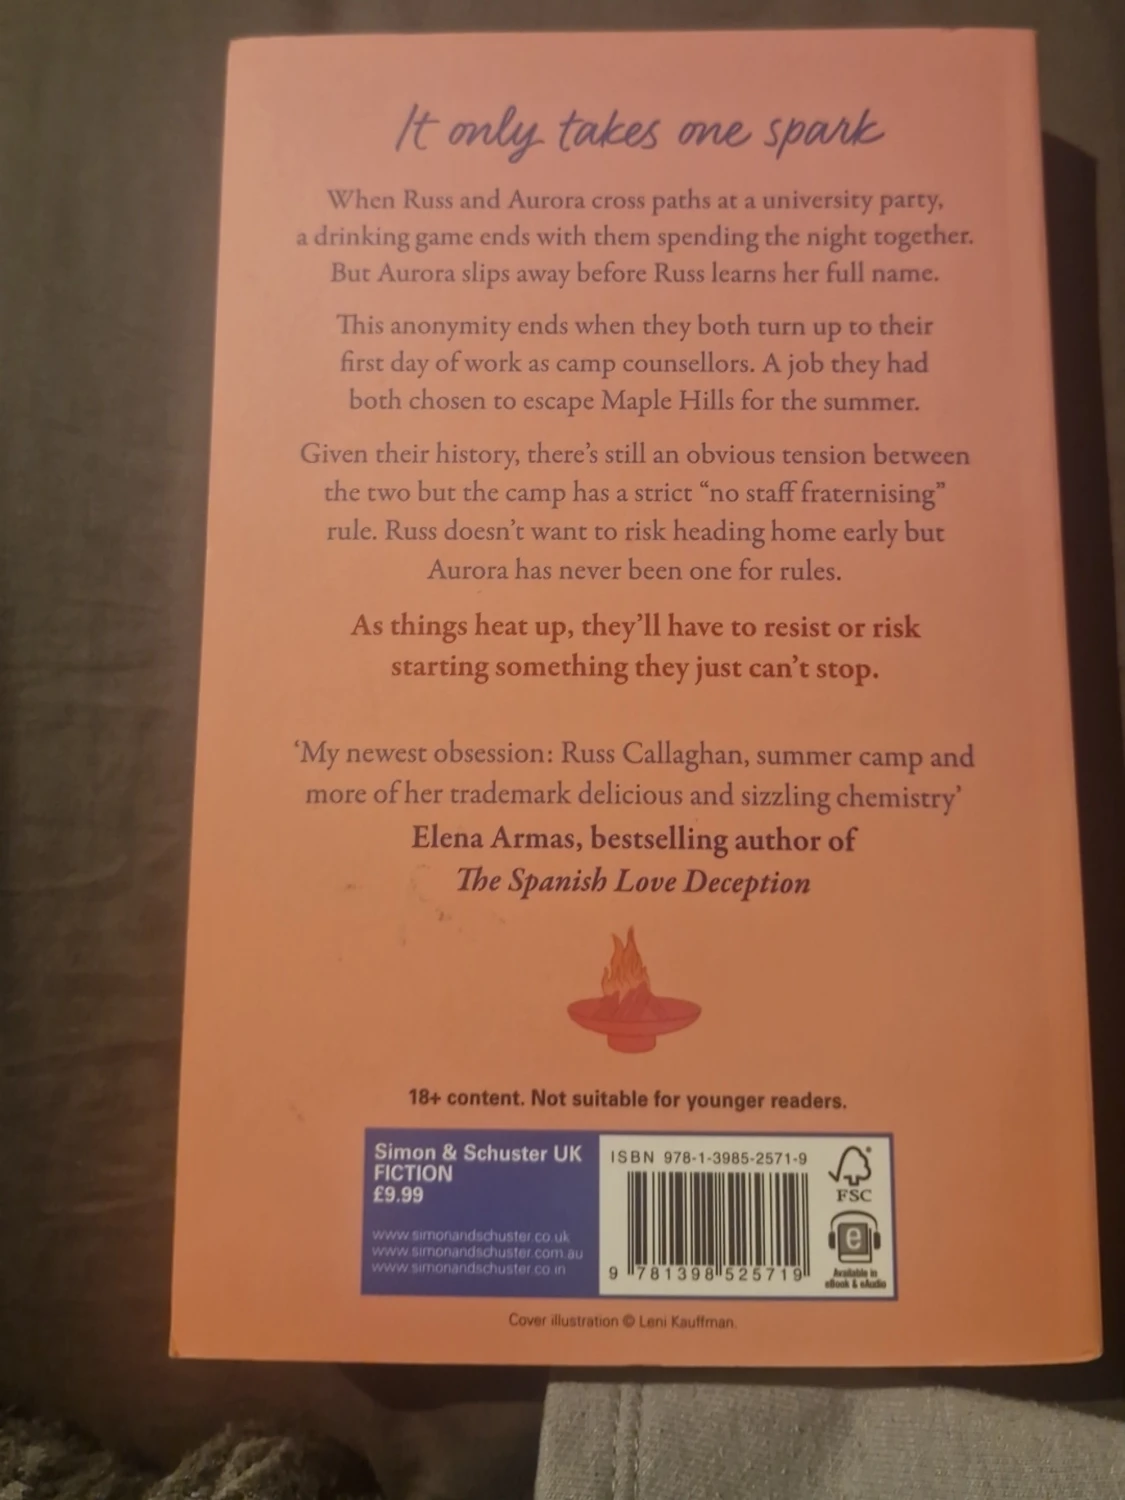 It only takes one spark
When Russ and Aurora cross paths at a university party,
a drinking game ends with them spending the night together.
But Aurora slips away before Russ learns her full name.
This anonymity ends when they both turn up to their
first day of work as camp counsellors. A job they had
both chosen to escape Maple Hills for the summer.
Given their history, there's still an obvious tension between
the two but the camp has a strict “no staff fraternising”
rule. Russ doesn't want to risk heading home early but
Aurora has never been one for rules.
As things heat up, they'll have to resist or risk
starting something they just can't stop.
‘My newest obsession: Russ Callaghan, summer camp and
more of her trademark delicious and sizzling chemistry’
Elena Armas, bestselling author of
The Spanish Love Deception
18+ content. Not suitable for younger readers.
Simon & Schuster UK
FICTION
£9.99
www.simonandschuster.co.uk
www.simonandschuster.com.au
www.simonandschuster.co.in
ISBN 978-1-3985-2571-9
9 781398 525719
FSC
e
Available in
eBook & eAudio
Cover illustration © Leni Kauffman.